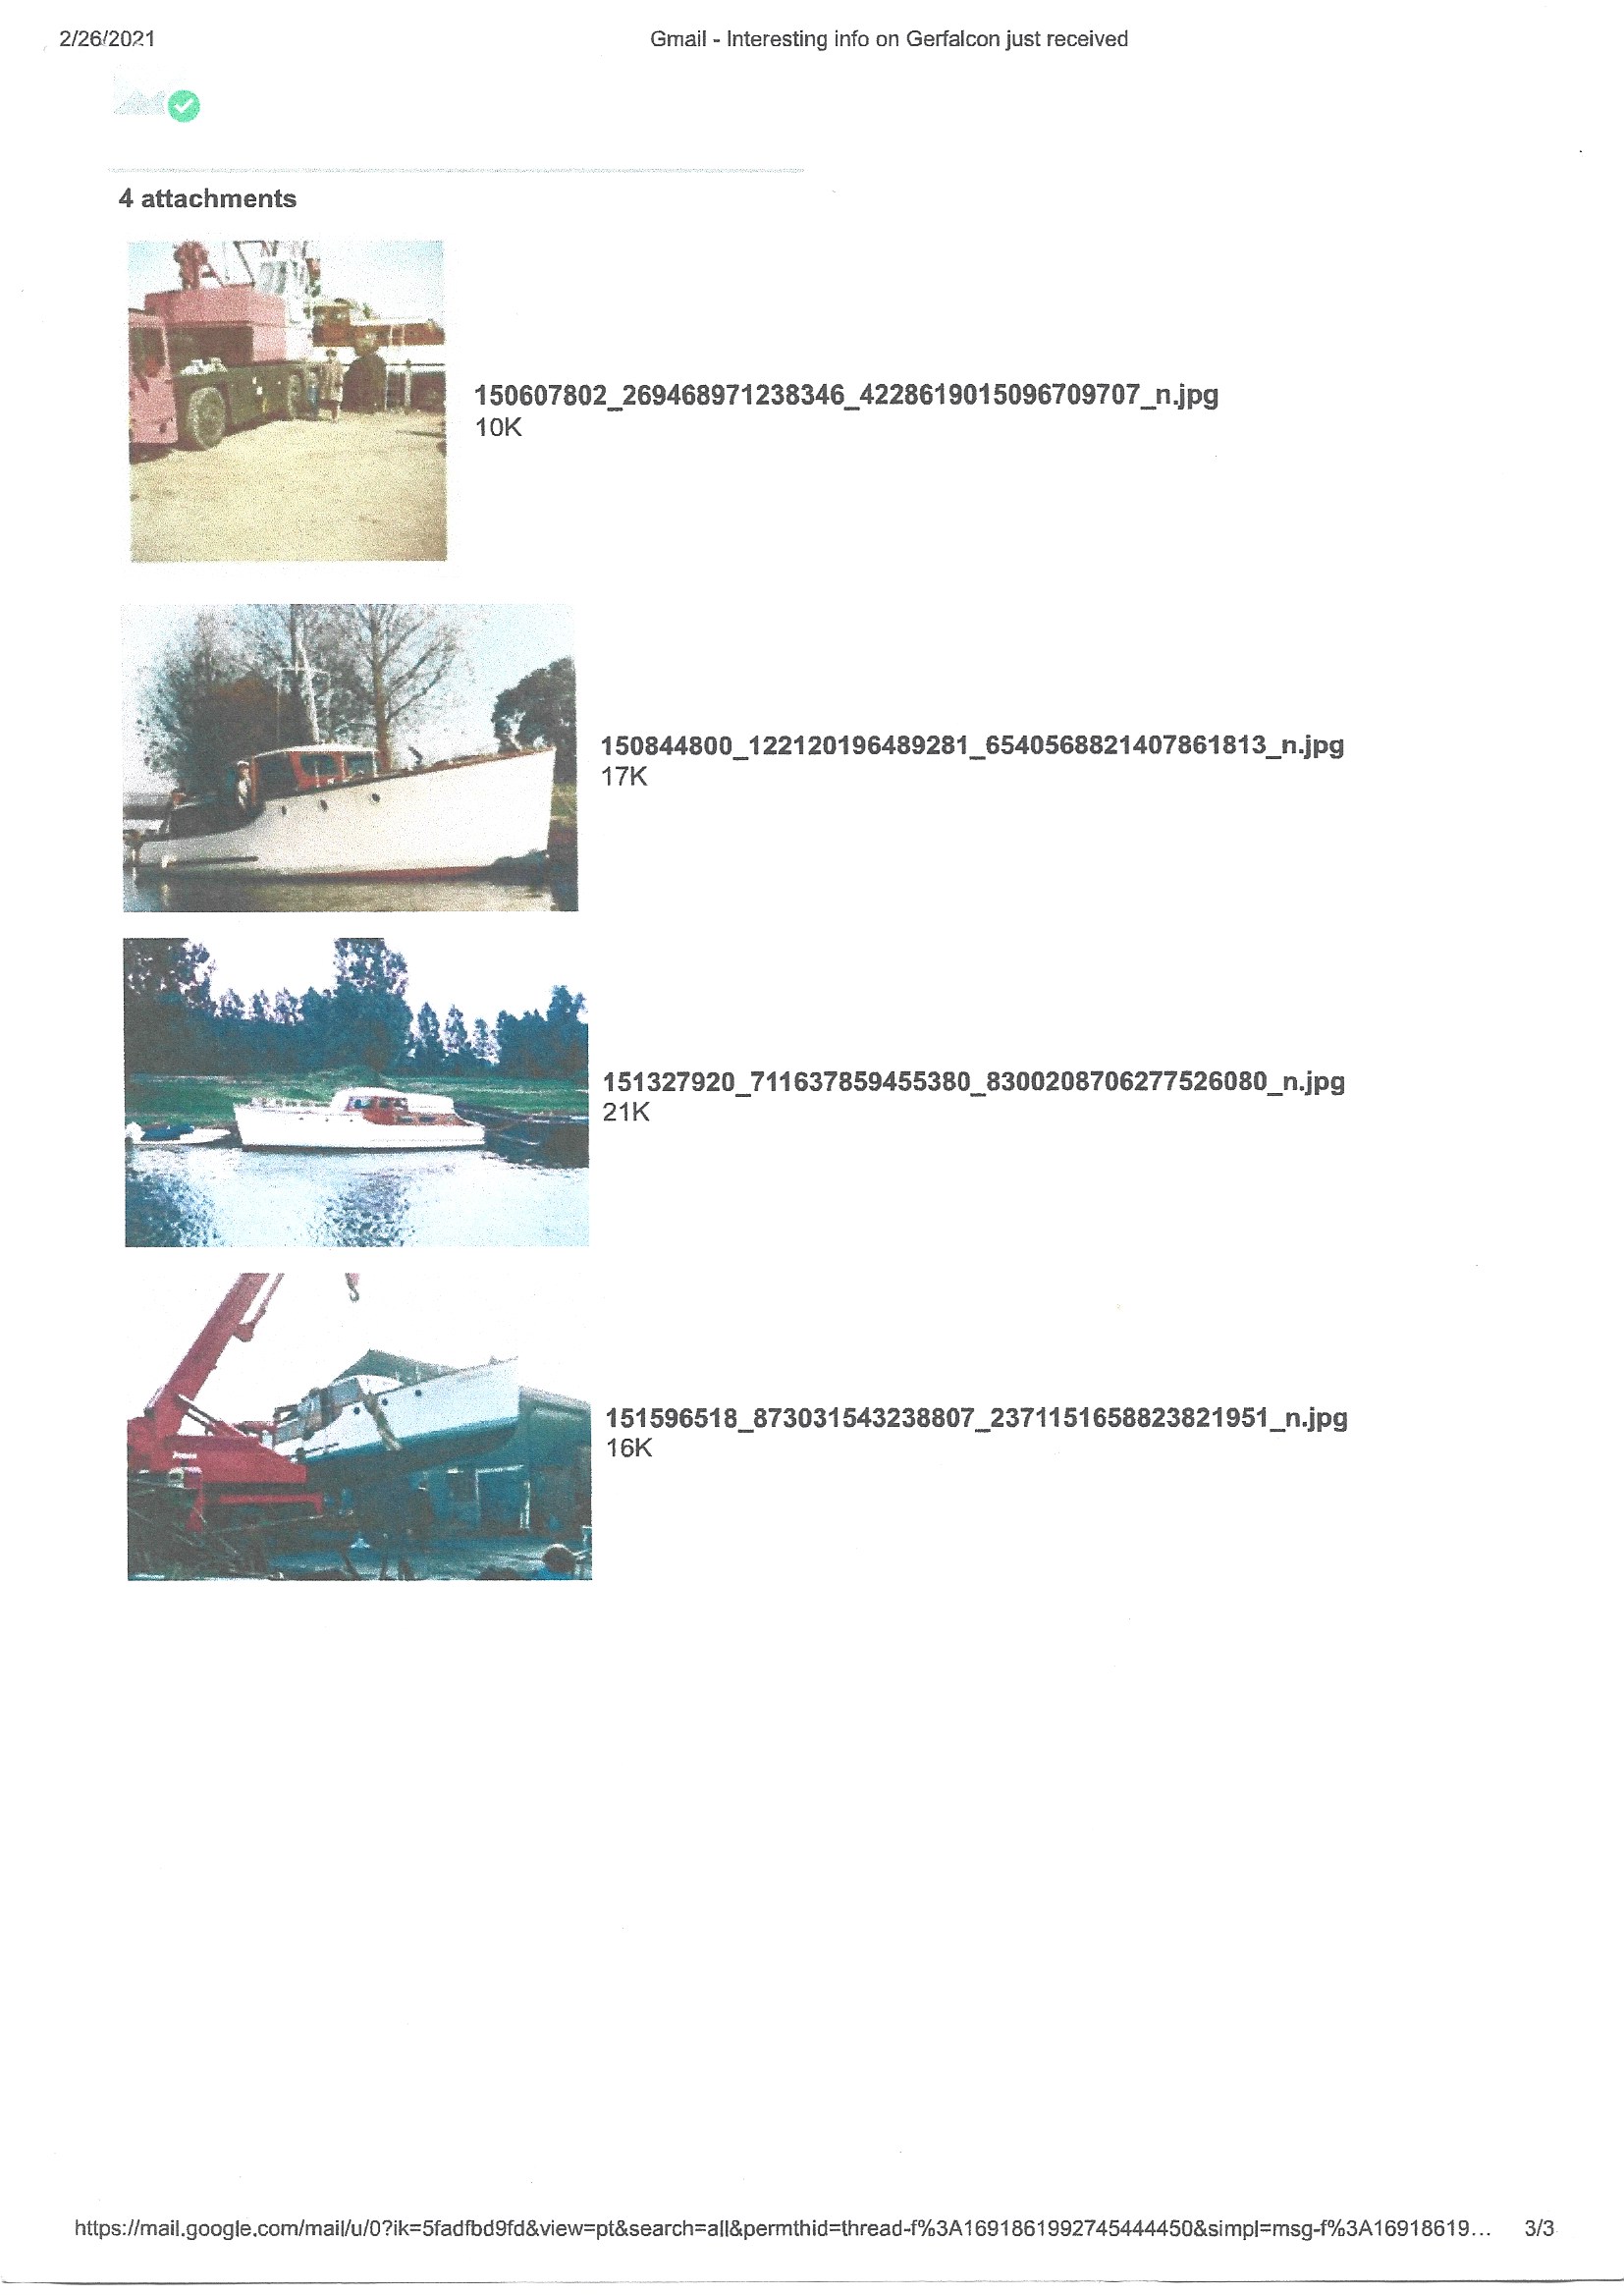 2/26/2021
Gmail - Interesting info on Gerfalcon just received
4 attachments
150607802_269468971238346_4228619015096709707_n.jpg
10K
150844800_122120196489281_6540568821407861813_n.jpg
17K
151327920_711637859455380_8300208706277526080_n.jpg
21K
151596518_873031543238807_2371151658823821951_n.jpg
16K
https://mail.google.com/mail/u/0?ik=5fadfbd9fd&view=pt&search=all&permthid=thread-f%3A1691861992745444450&simpl=msg-f%3A16918619...
3/3